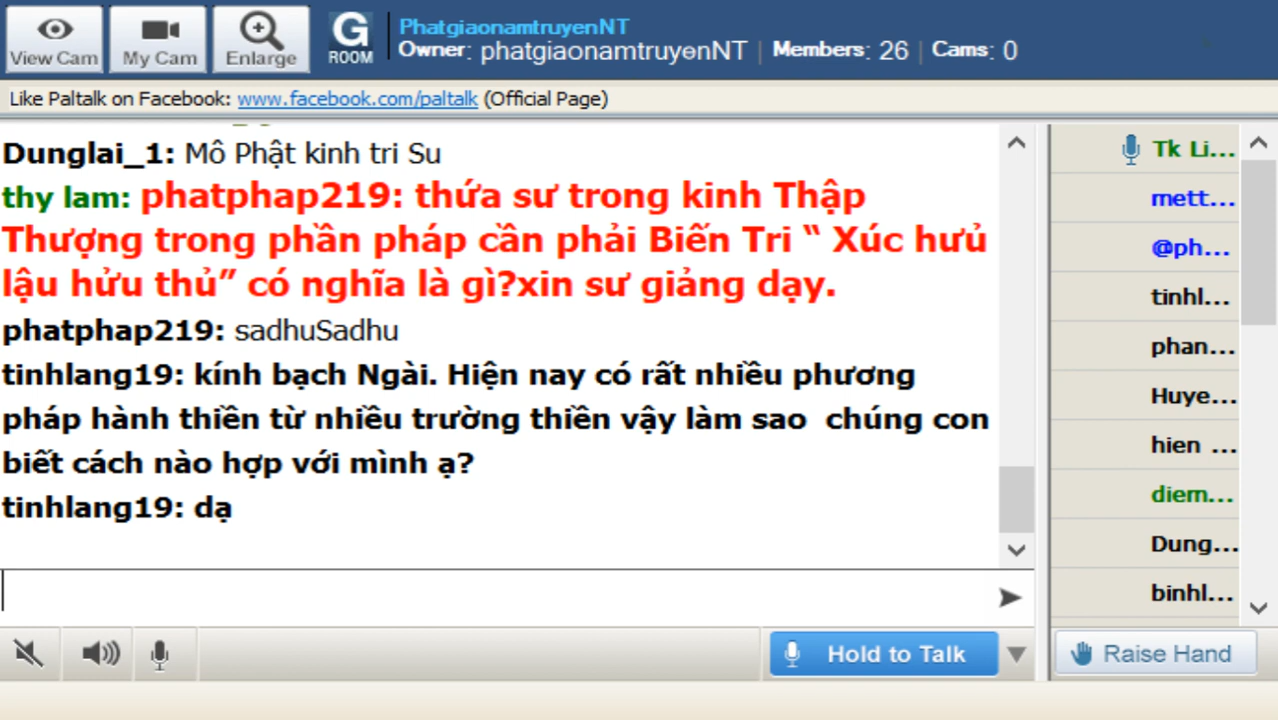 View Cam
My Cam
Enlarge
G
ROOM
PhatgiaonamtruyenNT
Owner: phatgiaonamtruyenNT | Members: 26 | Cams: 0
Like Paltalk on Facebook: www.facebook.com/paltalk (Official Page)
Dunglai_1: Mô Phật kinh tri Su
thy lam: phatphap219: thứa sư trong kinh Thập
Thượng trong phần pháp cần phải Biến Tri “ Xúc hưủ
lậu hửu thủ” có nghĩa là gì?xin sư giảng dạy.
phatphap219: sadhuSadhu
tinhlang19: kính bạch Ngài. Hiện nay có rất nhiều phương
pháp hành thiền từ nhiều trường thiền vậy làm sao  chúng con
biết cách nào hợp với mình ạ?
tinhlang19: dạ
Tk Li...
mett...
@ph...
tinhl...
phan...
Huye...
hien ...
diem...
Dung...
binhl...
Hold to Talk
Raise Hand